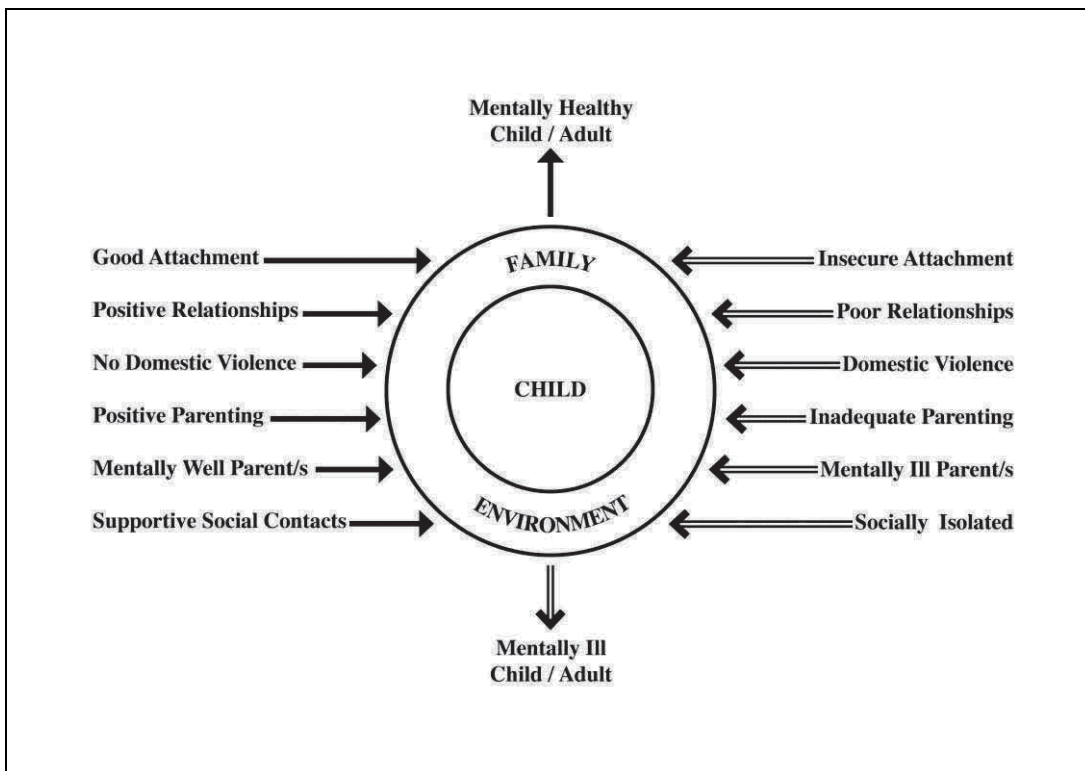 Mentally Healthy
Child / Adult
Good Attachment
Positive Relationships
No Domestic Violence
Positive Parenting
Mentally Well Parent/s
Supportive Social Contacts
FAMILY
CHILD
ENVIRONMENT
Insecure Attachment
Poor Relationships
Domestic Violence
Inadequate Parenting
Mentally Ill Parent/s
Socially Isolated
Mentally Ill
Child / Adult